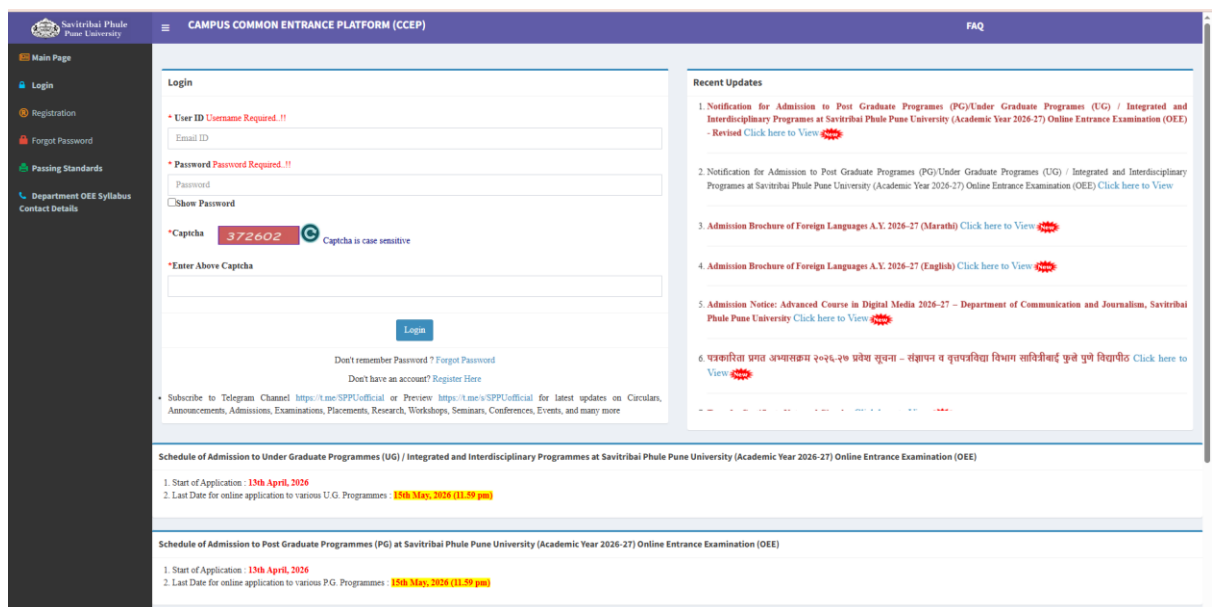 Savitribai Phule
Pune University
CAMPUS COMMON ENTRANCE PLATFORM (CCEP)
FAQ
Main Page
Login
Registration
Forgot Password
Passing Standards
Department OEE Syllabus
Contact Details
Login
* User ID Username Required..!!
Email ID
* Password Password Required..!!
Password
Show Password
*Captcha
372602
Captcha is case sensitive
*Enter Above Captcha
Login
Don't remember Password ? Forgot Password
Don't have an account? Register Here
• Subscribe to Telegram Channel https://t.me/SPPUofficial or Preview https://t.me/s/SPPUofficial for latest updates on Circulars,
Announcements, Admissions, Examinations, Placements, Research, Workshops, Seminars, Conferences, Events, and many more
Recent Updates
1. Notification for Admission to Post Graduate Programes (PG)/Under Graduate Programes (UG) / Integrated and
Interdisciplinary Programes at Savitribai Phule Pune University (Academic Year 2026-27) Online Entrance Examination (OEE)
- Revised Click here to View New
2. Notification for Admission to Post Graduate Programes (PG)/Under Graduate Programes (UG) / Integrated and Interdisciplinary
Programes at Savitribai Phule Pune University (Academic Year 2026-27) Online Entrance Examination (OEE) Click here to View
3. Admission Brochure of Foreign Languages A.Y. 2026–27 (Marathi) Click here to View New
4. Admission Brochure of Foreign Languages A.Y. 2026–27 (English) Click here to View New
5. Admission Notice: Advanced Course in Digital Media 2026–27 – Department of Communication and Journalism, Savitribai
Phule Pune University Click here to View New
6. पत्रकारिता प्रगत अभ्यासक्रम २०२६-२७ प्रवेश सूचना – संज्ञापन व वृत्तपत्रविद्या विभाग सावित्रीबाई फुले पुणे विद्यापीठ Click here to
View New
Schedule of Admission to Under Graduate Programmes (UG) / Integrated and Interdisciplinary Programmes at Savitribai Phule Pune University (Academic Year 2026-27) Online Entrance Examination (OEE)
1. Start of Application : 13th April, 2026
2. Last Date for online application to various U.G. Programmes : 15th May, 2026 (11.59 pm)
Schedule of Admission to Post Graduate Programmes (PG) at Savitribai Phule Pune University (Academic Year 2026-27) Online Entrance Examination (OEE)
1. Start of Application : 13th April, 2026
2. Last Date for online application to various P.G. Programmes : 15th May, 2026 (11.59 pm)